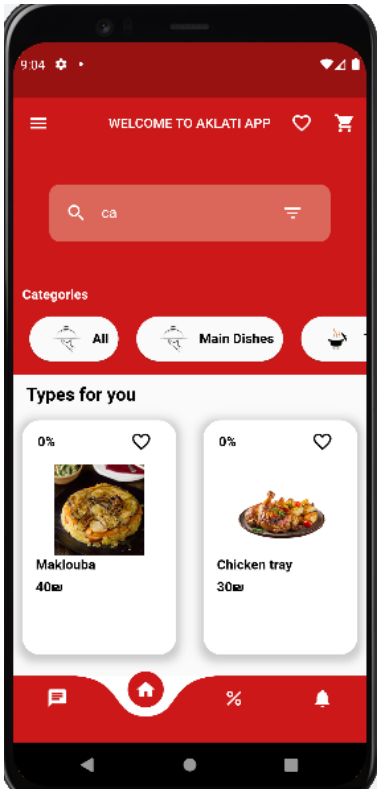 9:04
WELCOME TO AKLATI APP
ca
Categories
All
Main Dishes
Types for you
0%
0%
Maklouba
Chicken tray
40₪
30₪
%